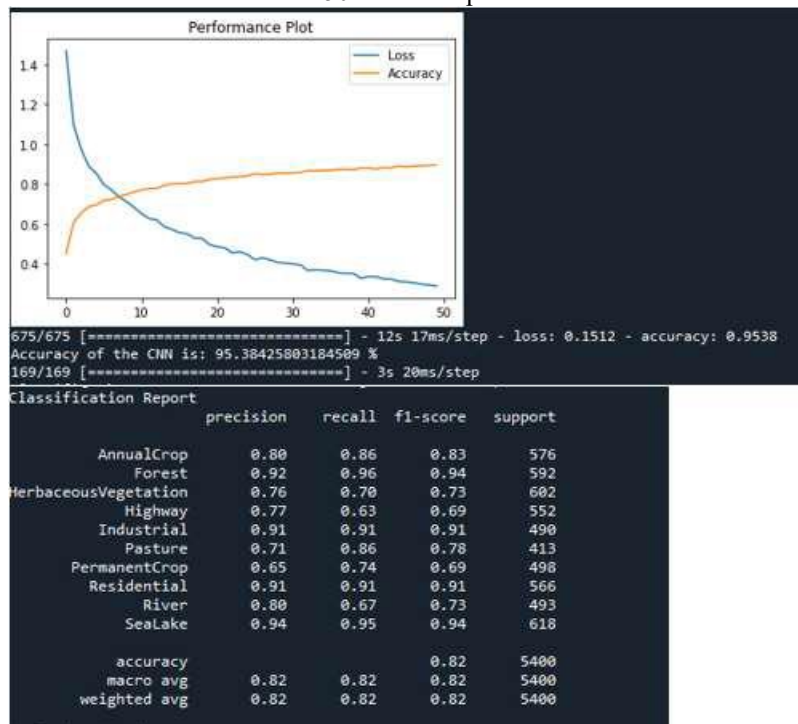 Performance Plot
Loss
Accuracy
1.4
1.2
1.0
0.8
0.6
0.4
0 10 20 30 40 50
675/675 [==============================] - 12s 17ms/step - loss: 0.1512 - accuracy: 0.9538
Accuracy of the CNN is: 95.38425803184509 %
169/169 [==============================] - 3s 20ms/step
Classification Report
precision recall f1-score support
AnnualCrop 0.80 0.86 0.83 576
Forest 0.92 0.96 0.94 592
HerbaceousVegetation 0.76 0.70 0.73 602
Highway 0.77 0.63 0.69 552
Industrial 0.91 0.91 0.91 490
Pasture 0.71 0.86 0.78 413
PermanentCrop 0.65 0.74 0.69 498
Residential 0.91 0.91 0.91 566
River 0.80 0.67 0.73 493
SeaLake 0.94 0.95 0.94 618
accuracy 0.82 5400
macro avg 0.82 0.82 0.82 5400
weighted avg 0.82 0.82 0.82 5400